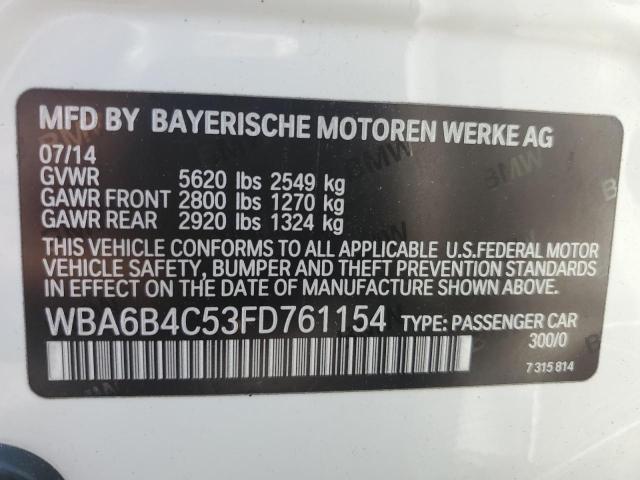 MFD BY BAYERISCHE MOTOREN WERKE AG
07/14
GVWR 5620 lbs 2549 kg
GAWR FRONT 2800 lbs 1270 kg
GAWR REAR 2920 lbs 1324 kg
THIS VEHICLE CONFORMS TO ALL APPLICABLE U.S.FEDERAL MOTOR
VEHICLE SAFETY, BUMPER AND THEFT PREVENTION STANDARDS
IN EFFECT ON THE DATE OF MANUFACTURE SHOWN ABOVE.
WBA6B4C53FD761154 TYPE: PASSENGER CAR
300/0
7 315 814